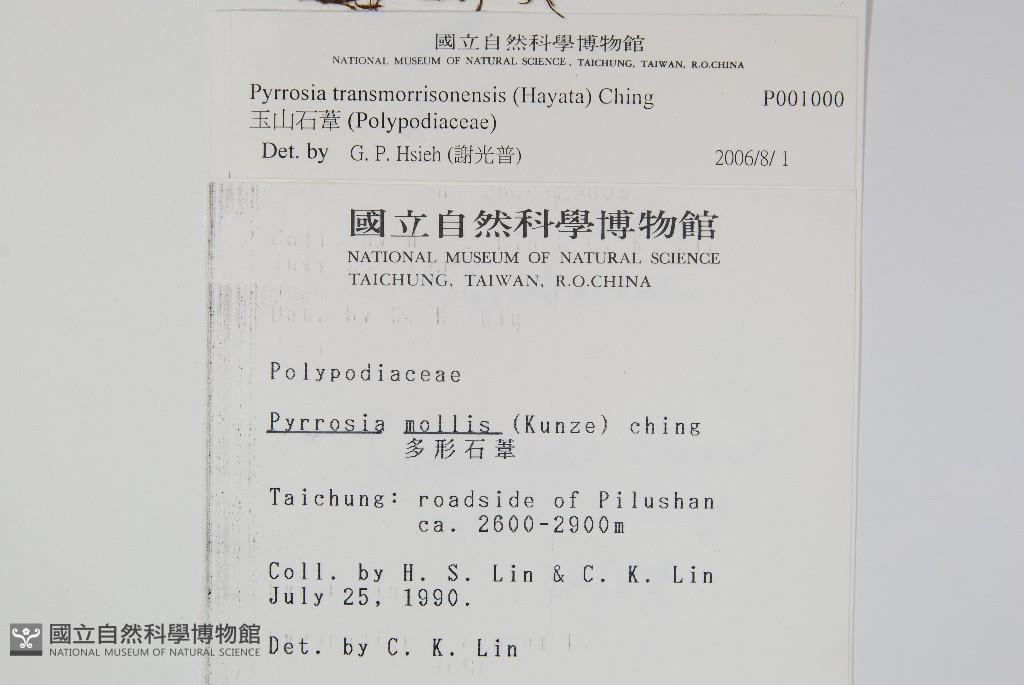 國立自然科學博物館
NATIONAL MUSEUM OF NATURAL SCIENCE, TAICHUNG, TAIWAN, R.O.CHINA
Pyrrosia transmorrisonensis (Hayata) Ching P001000
玉山石葦 (Polypodiaceae)
Det. by G. P. Hsieh (謝光普) 2006/8/ 1
國立自然科學博物館
NATIONAL MUSEUM OF NATURAL SCIENCE
TAICHUNG, TAIWAN, R.O.CHINA
Polypodiaceae
Pyrrosia mollis (Kunze) ching
多形石葦
Taichung: roadside of Pilushan
ca. 2600-2900m
Coll. by H. S. Lin & C. K. Lin
July 25, 1990.
Det. by C. K. Lin
國立自然科學博物館
NATIONAL MUSEUM OF NATURAL SCIENCE